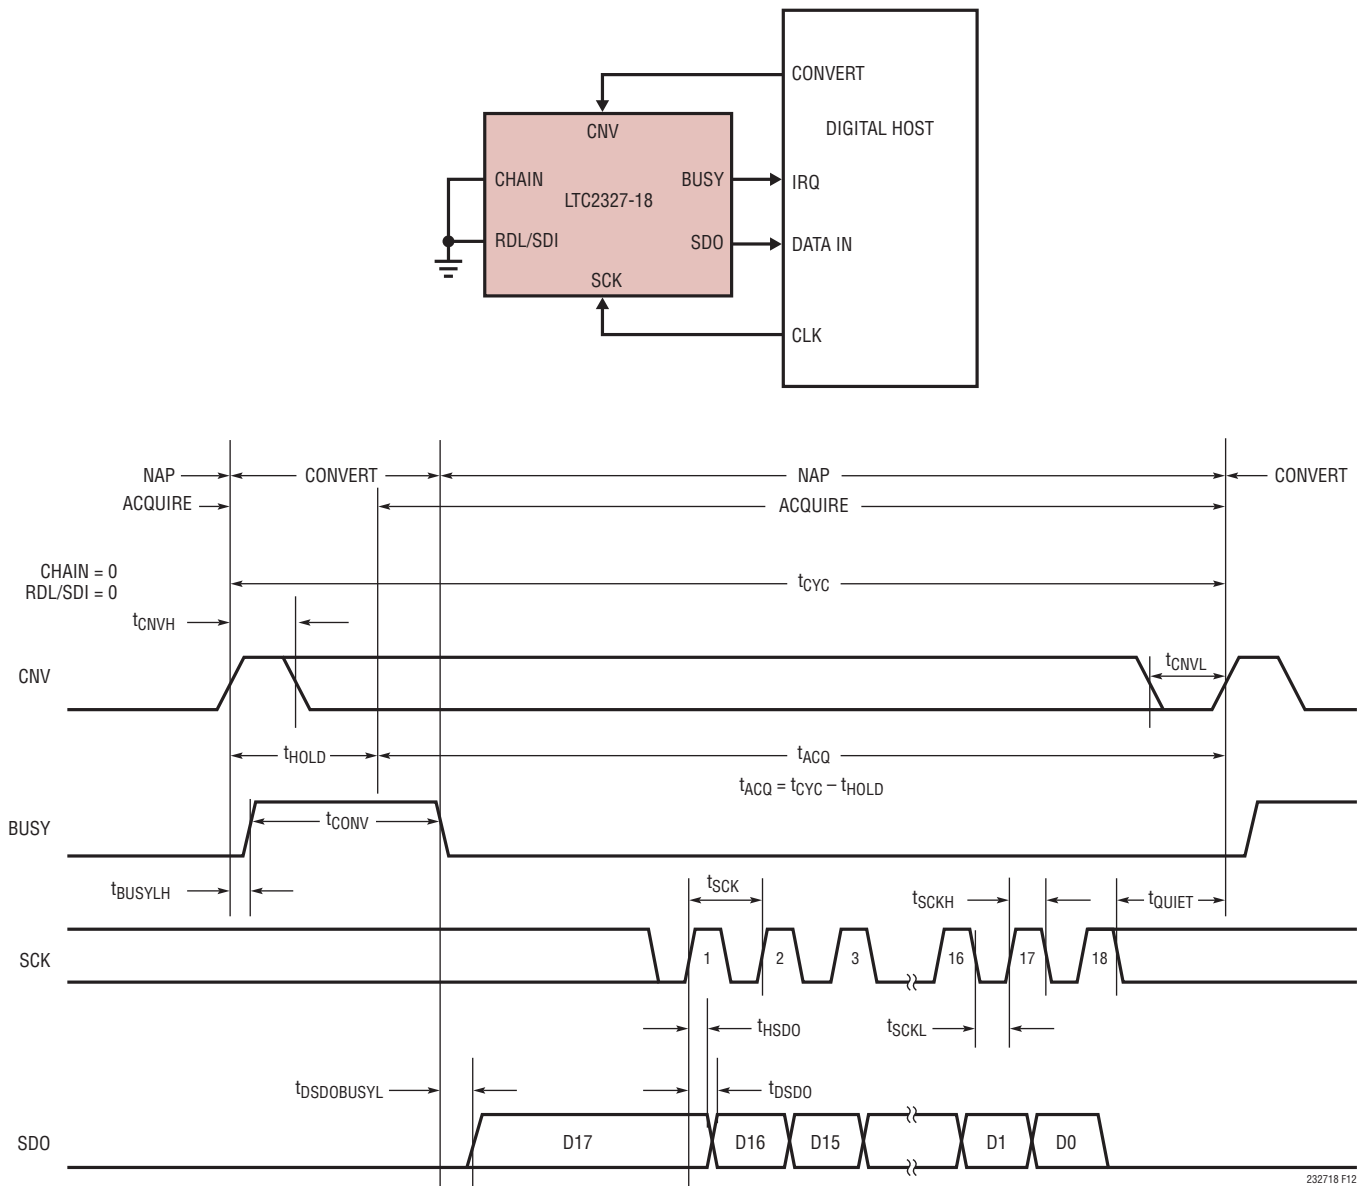 CONVERT
DIGITAL HOST
CNV
CHAIN
BUSY
IRQ
LTC2327-18
RDL/SDI
SDO
DATA IN
SCK
CLK
NAP
CONVERT
NAP
CONVERT
ACQUIRE
ACQUIRE
CHAIN = 0
RDL/SDI = 0
tCYC
tCNVH
CNV
tCNVL
tHOLD
tACQ
tACQ = tCYC – tHOLD
BUSY
tCONV
tBUSYLH
tSCK
tSCKH
tQUIET
SCK
1
2
3
16
17
18
tHSDO
tSCKL
tDSDOBUSYL
tDSDO
SDO
D17
D16
D15
D1
D0
232718 F12